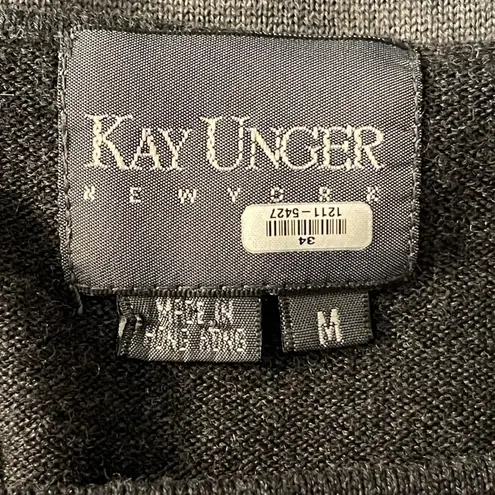 KAY UNGER
NEW YORK
1211-5427
34
MADE IN
HONG KONG
M